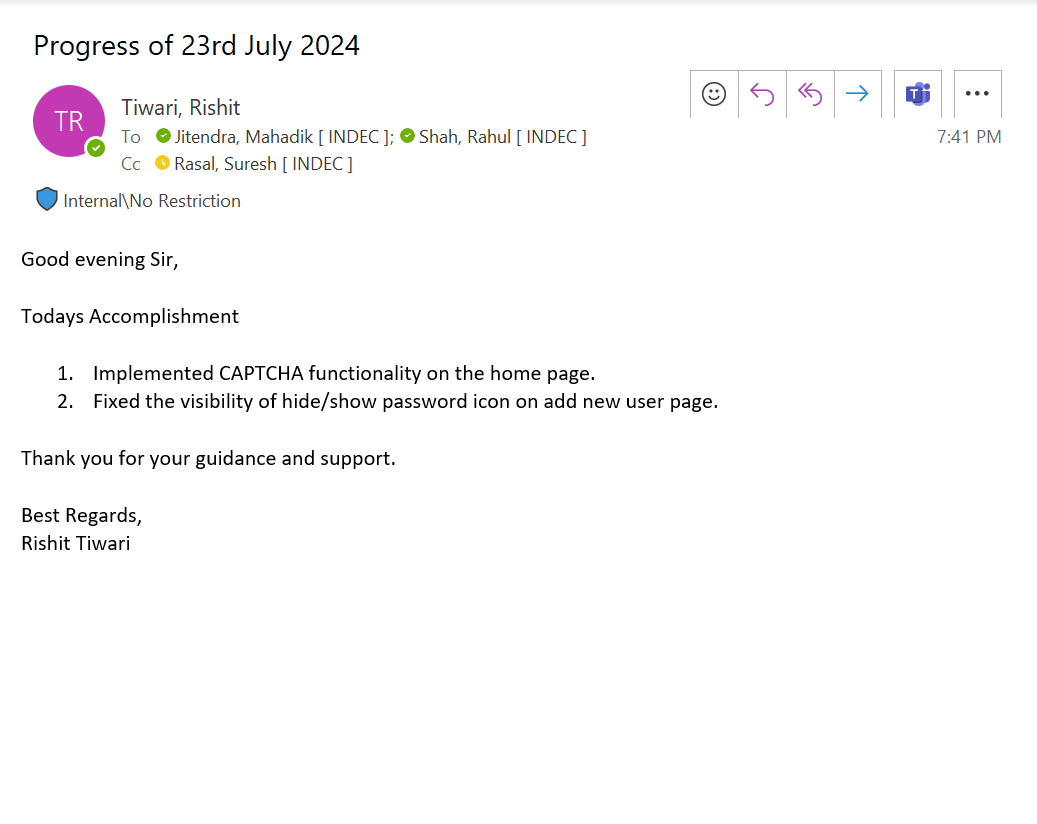 Progress of 23rd July 2024
TR
Tiwari, Rishit
To Jitendra, Mahadik [ INDEC ]; Shah, Rahul [ INDEC ]
7:41 PM
Cc Rasal, Suresh [ INDEC ]
Internal\No Restriction
Good evening Sir,
Todays Accomplishment
1. Implemented CAPTCHA functionality on the home page.
2. Fixed the visibility of hide/show password icon on add new user page.
Thank you for your guidance and support.
Best Regards,
Rishit Tiwari